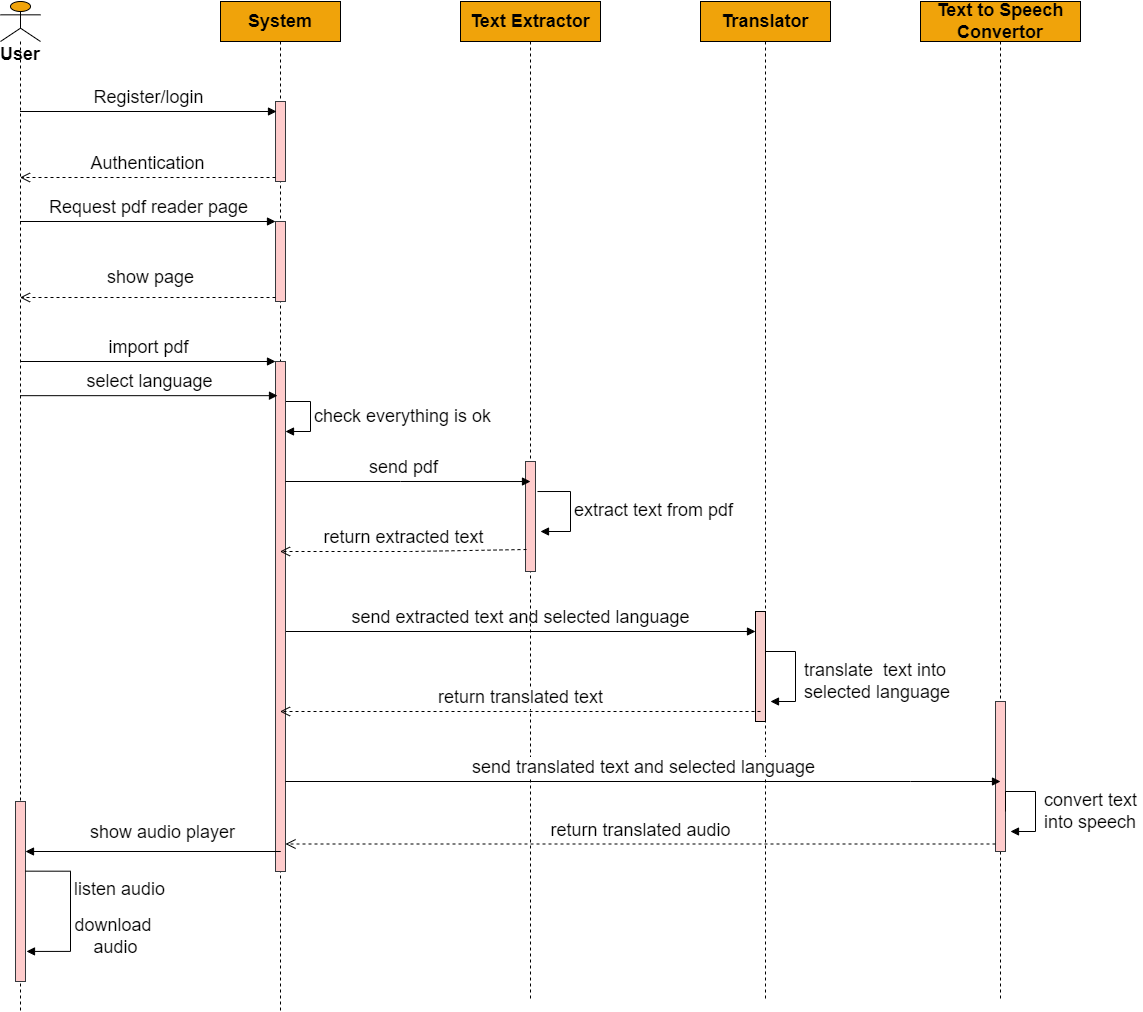 System
Text Extractor
Translator
Text to Speech
Convertor
User
Register/login
Authentication
Request pdf reader page
show page
import pdf
select language
check everything is ok
send pdf
extract text from pdf
return extracted text
send extracted text and selected language
translate  text into
selected language
return translated text
send translated text and selected language
convert text
into speech
show audio player
return translated audio
listen audio
download
audio